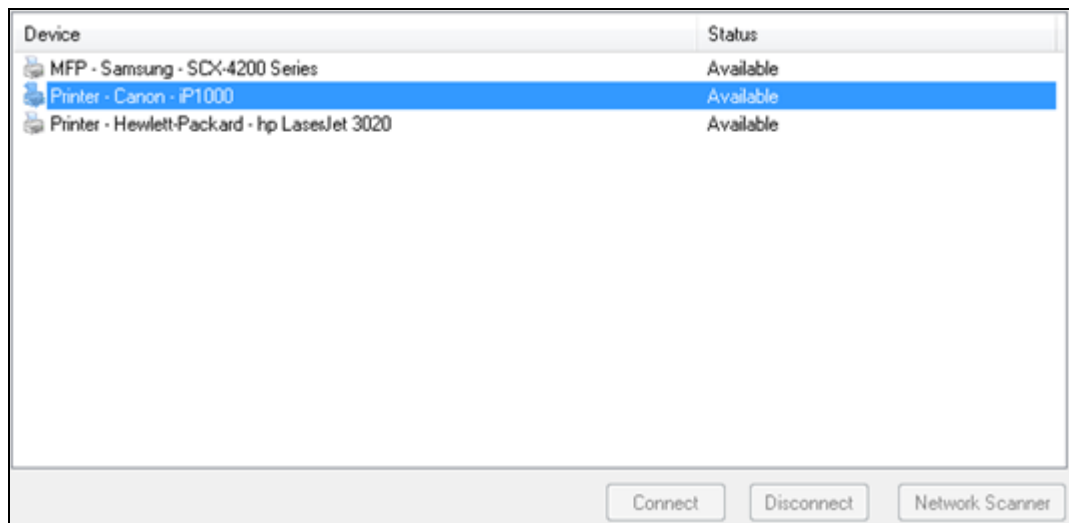 Device Status
MFP - Samsung - SCX-4200 Series Available
Printer - Canon - iP1000 Available
Printer - Hewlett-Packard - hp LaserJet 3020 Available
Connect Disconnect Network Scanner